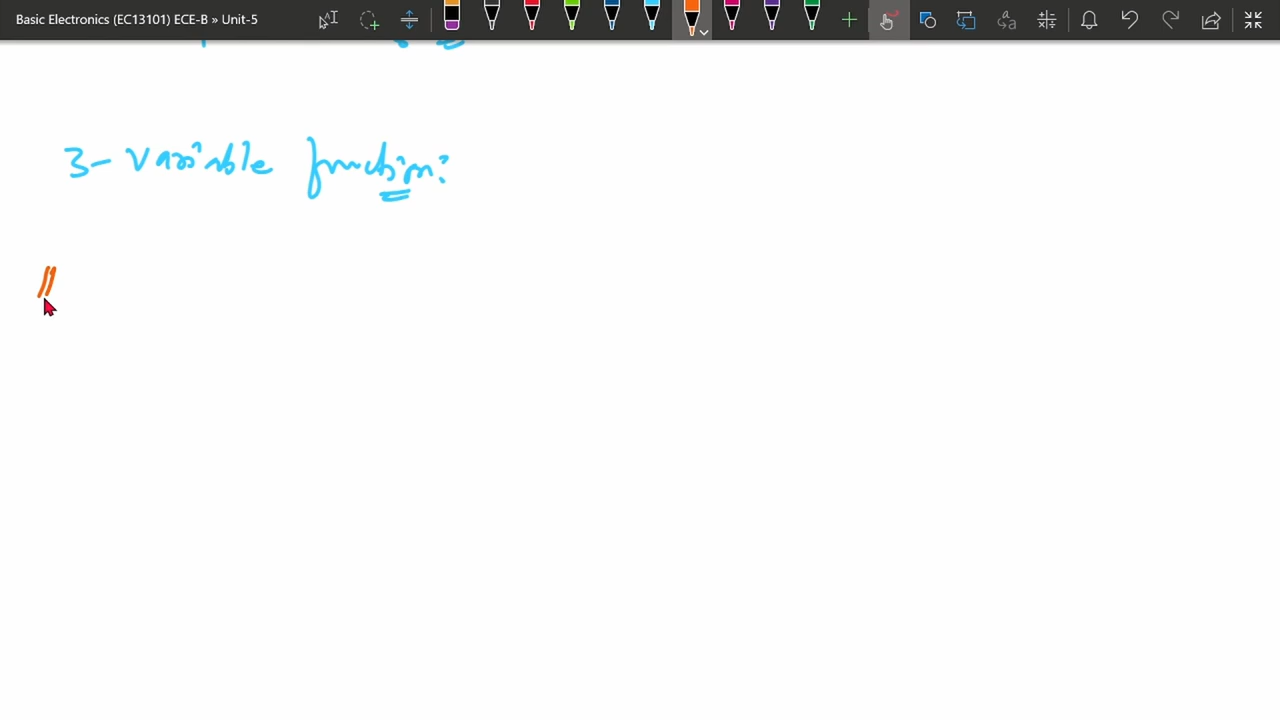 Basic Electronics (EC13101) ECE-B » Unit-5
3-variable function:
//